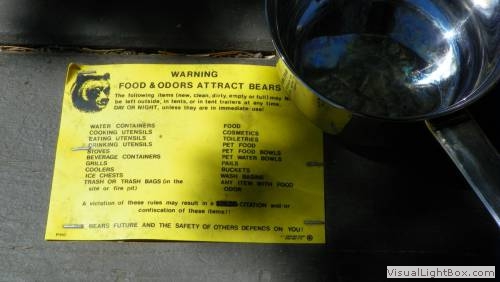 WARNING
FOOD & ODORS ATTRACT BEARS
The following items (new, clean, dirty, empty or full) may
be left outside, in tents, or in tent trailers at any time,
DAY OR NIGHT, unless they are in immediate use!
WATER CONTAINERS
COOKING UTENSILS
EATING UTENSILS
DRINKING UTENSILS
STOVES
BEVERAGE CONTAINERS
GRILLS
COOLERS
ICE CHESTS
TRASH OR TRASH BAGS (in the
site or fire pit)
FOOD
COSMETICS
TOILETRIES
PET FOOD
PET FOOD BOWLS
PET WATER BOWLS
PAILS
BUCKETS
WASH BASINS
ANY ITEM WITH FOOD
ODOR
A violation of these rules may result in a CITATION and/or
confiscation of these items!!
BEARS FUTURE AND THE SAFETY OF OTHERS DEPENDS ON YOU!
VisualLightBox.com